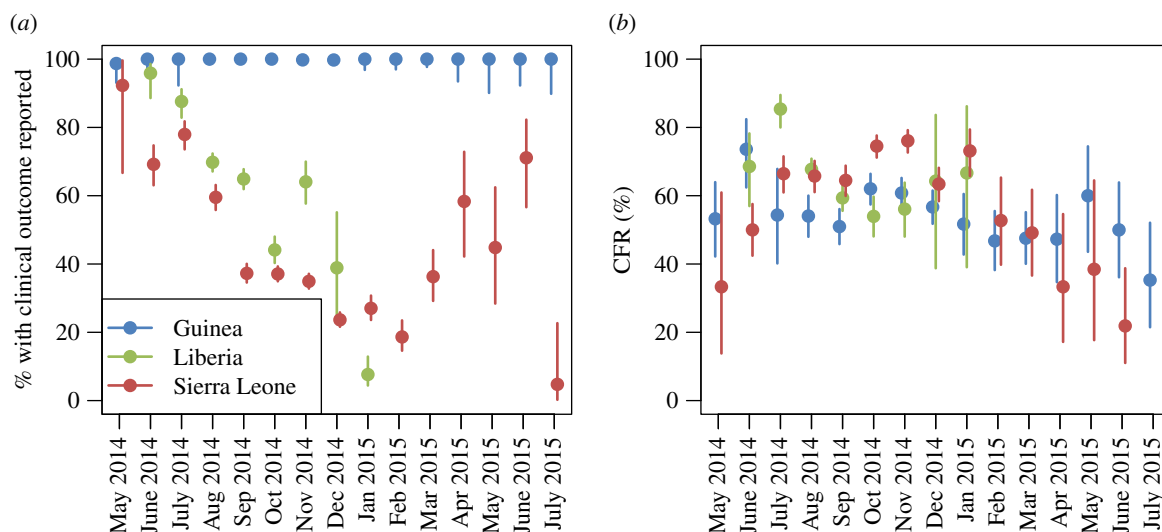 (a)
% with clinical outcome reported
100
80
60
40
20
0
Guinea
Liberia
Sierra Leone
May 2014
June 2014
July 2014
Aug 2014
Sep 2014
Oct 2014
Nov 2014
Dec 2014
Jan 2015
Feb 2015
Mar 2015
Apr 2015
May 2015
June 2015
July 2015
(b)
CFR (%)
100
80
60
40
20
0
May 2014
June 2014
July 2014
Aug 2014
Sep 2014
Oct 2014
Nov 2014
Dec 2014
Jan 2015
Feb 2015
Mar 2015
Apr 2015
May 2015
June 2015
July 2015